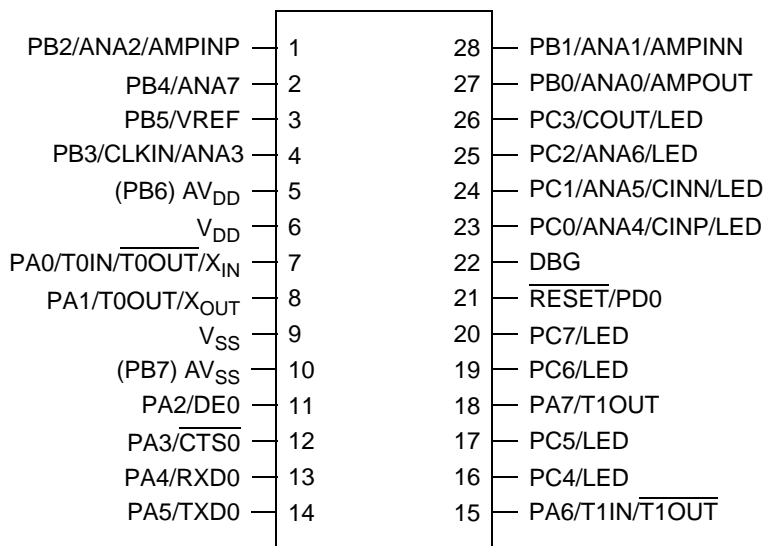 PB2/ANA2/AMPINP 1 28 PB1/ANA1/AMPINN
PB4/ANA7 2 27 PB0/ANA0/AMPOUT
PB5/VREF 3 26 PC3/COUT/LED
PB3/CLKIN/ANA3 4 25 PC2/ANA6/LED
(PB6) AVDD 5 24 PC1/ANA5/CINN/LED
VDD 6 23 PC0/ANA4/CINP/LED
PA0/T0IN/T0OUT/XIN 7 22 DBG
PA1/T0OUT/XOUT 8 21 RESET/PD0
VSS 9 20 PC7/LED
(PB7) AVSS 10 19 PC6/LED
PA2/DE0 11 18 PA7/T1OUT
PA3/CTS0 12 17 PC5/LED
PA4/RXD0 13 16 PC4/LED
PA5/TXD0 14 15 PA6/T1IN/T1OUT